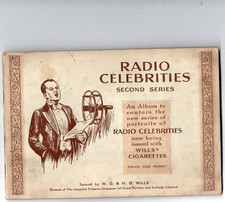 RADIO
CELEBRITIES
SECOND SERIES
An Album to
contain the
new series of
portraits of
RADIO CELEBRITIES
now being
issued with
WILLS'
CIGARETTES
PRICE ONE PENNY
Issued by W. D. & H. O. WILLS
Branch of The Imperial Tobacco Company (of Great Britain and Ireland), Limited